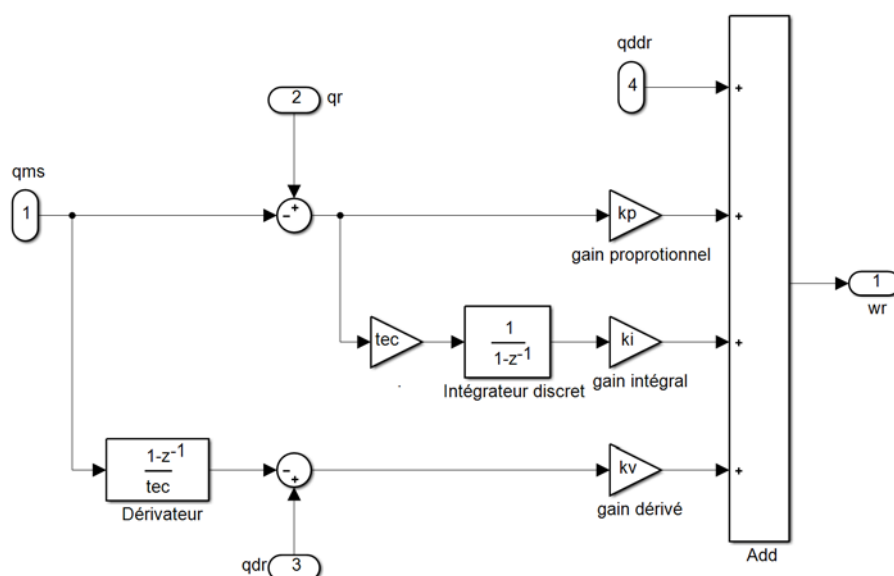 qddr
4
2
qr
+
qms
1
-
+
kp
+
gain proprotionnel
1
wr
tec
1
1-z-1
ki
+
Intégrateur discret
gain intégral
1-z-1
tec
-
+
kv
+
Dérivateur
gain dérivé
qdr
3
Add